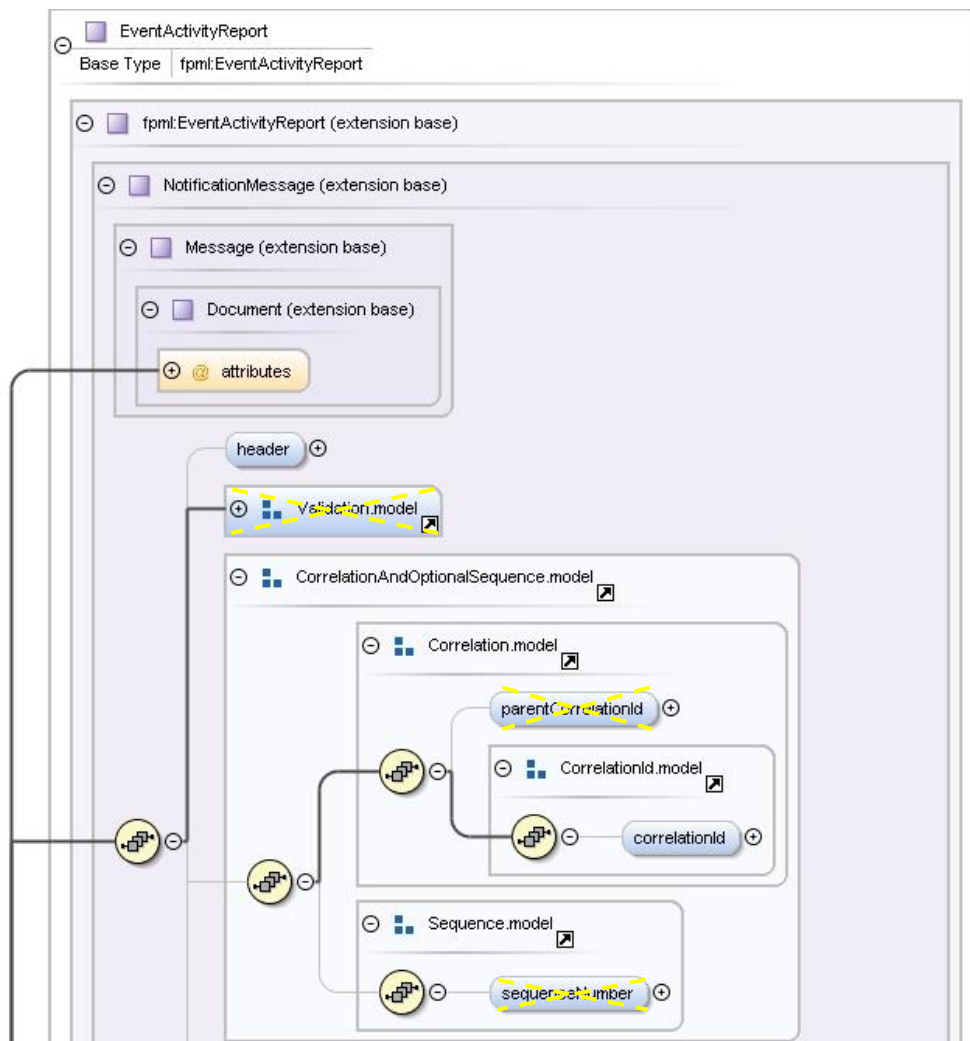 EventActivityReport
Base Type fpml:EventActivityReport
fpml:EventActivityReport (extension base)
NotificationMessage (extension base)
Message (extension base)
Document (extension base)
@ attributes
header
Validation.model
CorrelationAndOptionalSequence.model
Correlation.model
parentCorrelationId
CorrelationId.model
correlationId
Sequence.model
sequenceNumber